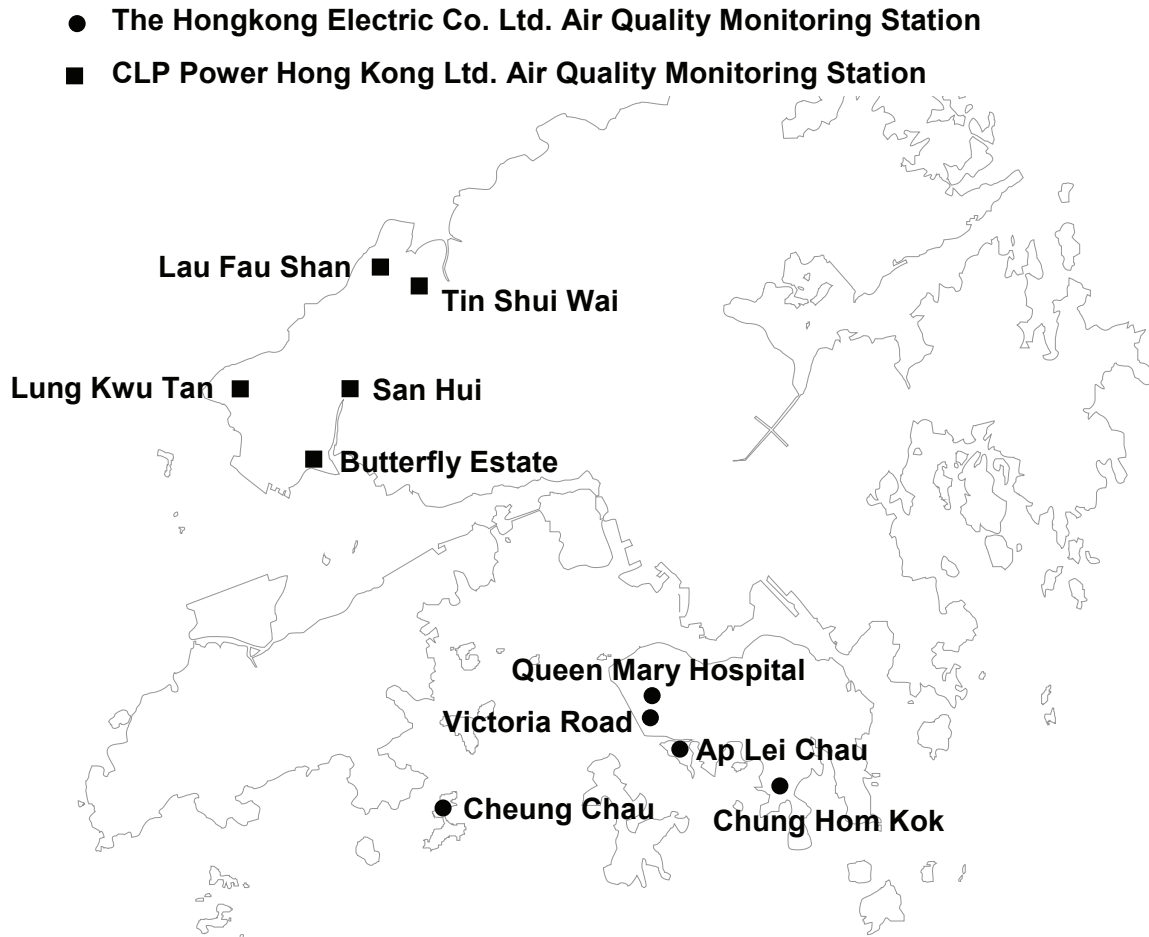 The Hongkong Electric Co. Ltd. Air Quality Monitoring Station
CLP Power Hong Kong Ltd. Air Quality Monitoring Station
Lau Fau Shan
Tin Shui Wai
Lung Kwu Tan
San Hui
Butterfly Estate
Queen Mary Hospital
Victoria Road
Ap Lei Chau
Cheung Chau
Chung Hom Kok